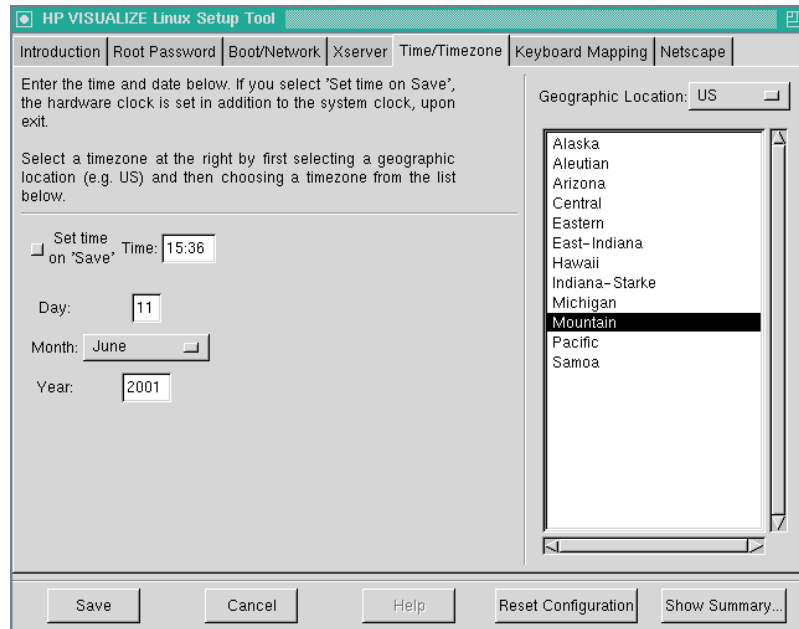 HP VISUALIZE Linux Setup Tool
Introduction Root Password Boot/Network Xserver Time/Timezone Keyboard Mapping Netscape
Enter the time and date below. If you select 'Set time on Save',
the hardware clock is set in addition to the system clock, upon
exit.
Select a timezone at the right by first selecting a geographic
location (e.g. US) and then choosing a timezone from the list
below.
Set time
on 'Save'
Time: 15:36
Day: 11
Month: June
Year: 2001
Geographic Location: US
Alaska
Aleutian
Arizona
Central
Eastern
East-Indiana
Hawaii
Indiana-Starke
Michigan
Mountain
Pacific
Samoa
Save Cancel Help Reset Configuration Show Summary...